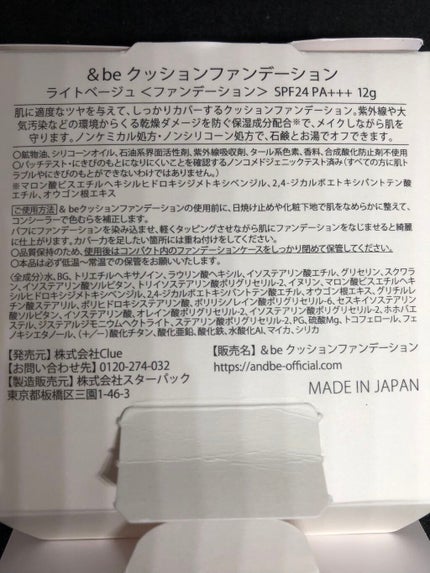 &be クッションファンデーション
ライトベージュ <ファンデーション> SPF24 PA+++ 12g
肌に適度なツヤを与えて、しっかりカバーするクッションファンデーション。紫外線や大
気汚染などの環境からくる乾燥ダメージを防ぐ保湿成分配合※で、メイクしながら肌を
守ります。ノンケミカル処方・ノンシリコーン処方で、石鹸とお湯でオフできます。
○鉱物油、シリコーンオイル、石油系界面活性剤、紫外線吸収剤、タール系色素、香料、合成酸化防止剤不使用
○パッチテスト・にきびのもとになりにくいことを確認するノンコメドジェニックテスト済み(すべての方に肌ト
ラブルやにきびのもとができないわけではありません。)
※マロン酸ビスエチルヘキシルヒドロキシジメトキシベンジル、2,4-ジカルボエトキシパントテン酸
エチル、オウゴン根エキス
ご使用方法 &beクッションファンデーションの使用前に、日焼け止めや化粧下地で肌をなめらかに整えて、
コンシーラーで色むらを補正します。
パフにファンデーションを染み込ませ、軽くタッピングさせながら肌にファンデーションをなじませると綺麗
に仕上がります。カバー力を足したい箇所には重ね付けをしてください。
○品質保持のため、使用後はコンパクト内のファンデーションケースをしっかり閉めて保管してください。
○本品は必ず低温〜常温での保管をお願いいたします。
(全成分)水、BG、トリエチルヘキサノイン、ラウリン酸ヘキシル、イソステアリン酸エチル、グリセリン、スクワラ
ン、イソステアリン酸ソルビタン、トリイソステアリン酸ポリグリセリル-2、イヌリン、マロン酸ビスエチルヘキ
シルヒドロキシジメトキシベンジル、2,4-ジカルボエトキシパントテン酸エチル、オウゴン根エキス、グリチルレ
チン酸ステアリル、ポリヒドロキシステアリン酸、ポリリシノレイン酸ポリグリセリル-6、セスキイソステアリ
ン酸ソルビタン、イソステアリン酸、オレイン酸ポリグリセリル-2、イソステアリン酸ポリグリセリル-2、ホホバエ
ステル、ジステアルジモニウムヘクトライト、ステアリン酸ポリグリセリル-2、PG、硫酸Mg、トコフェロール、フェ
ノキシエタノール、(+/ー)酸化チタン、酸化亜鉛、酸化鉄、水酸化Al、マイカ、シリカ
【発売元】株式会社Clue
【お問い合わせ先】0120-274-032
【製造販売元】株式会社スターパック
東京都板橋区三園1-46-3
【販売名】&be クッションファンデーション
https://andbe-official.com
MADE IN JAPAN